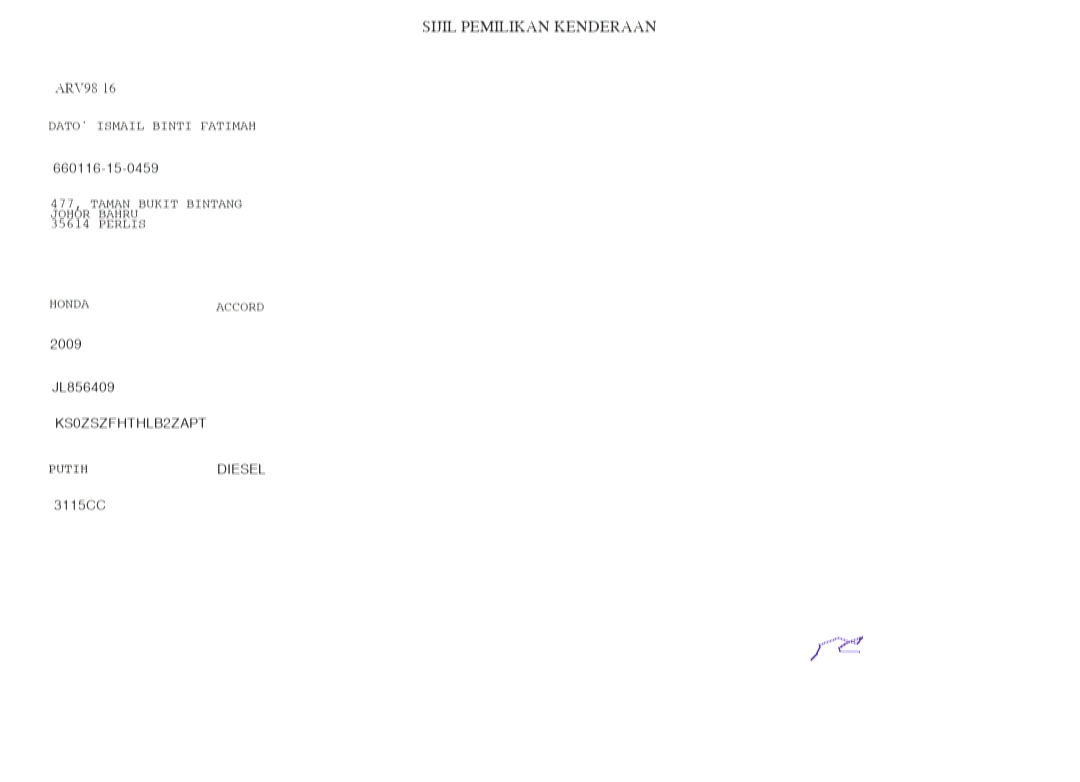 SIJIL PEMILIKAN KENDERAAN
ARV98 16
DATO' ISMAIL BINTI FATIMAH
660116-15-0459
477, TAMAN BUKIT BINTANG
JOHOR BAHRU
35614 PERLIS
HONDA ACCORD
2009
JL856409
KS0ZSZFHTHLB2ZAPT
PUTIH DIESEL
3115CC